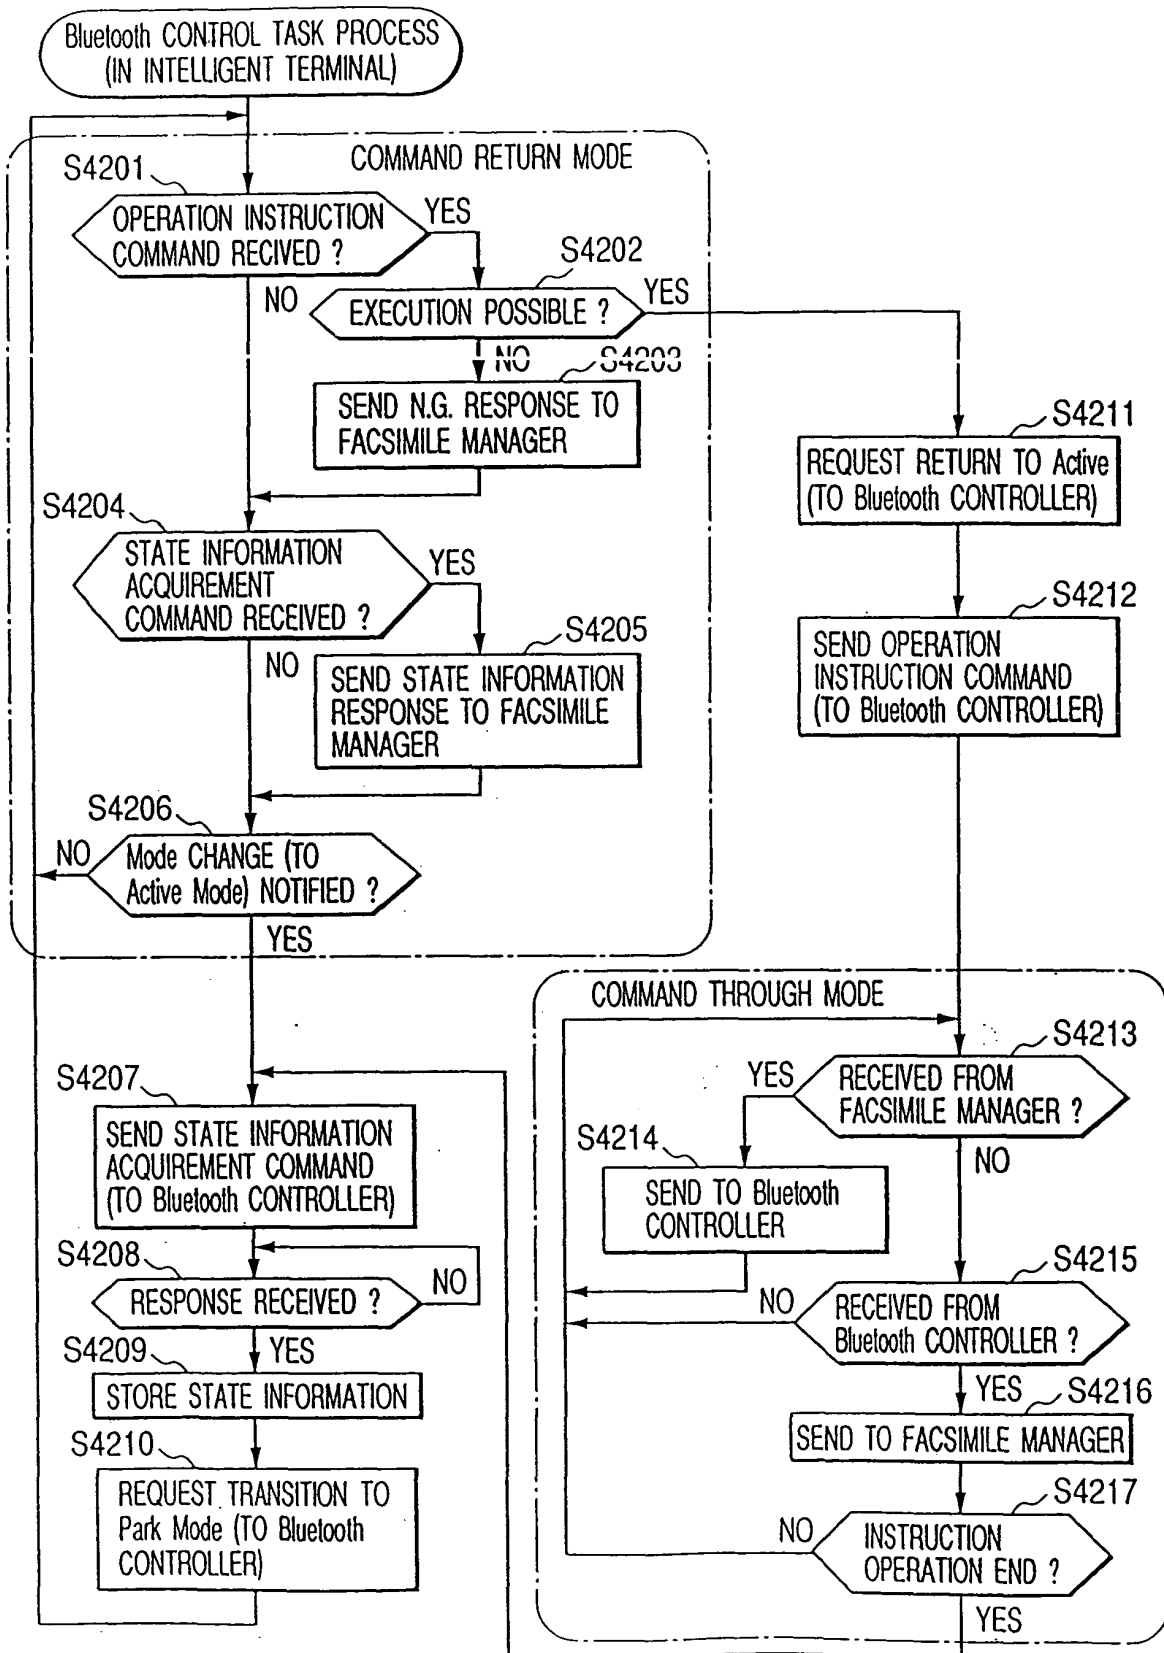 Bluetooth CONTROL TASK PROCESS
(IN INTELLIGENT TERMINAL)
COMMAND RETURN MODE
S4201
OPERATION INSTRUCTION
COMMAND RECIVED ?
YES
NO
S4202
EXECUTION POSSIBLE ?
YES
NO
S4203
SEND N.G. RESPONSE TO
FACSIMILE MANAGER
S4204
STATE INFORMATION
ACQUIREMENT
COMMAND RECEIVED ?
YES
NO
S4205
SEND STATE INFORMATION
RESPONSE TO FACSIMILE
MANAGER
S4206
Mode CHANGE (TO
Active Mode) NOTIFIED ?
NO
YES
S4207
SEND STATE INFORMATION
ACQUIREMENT COMMAND
(TO Bluetooth CONTROLLER)
S4208
RESPONSE RECEIVED ?
NO
YES
S4209
STORE STATE INFORMATION
S4210
REQUEST TRANSITION TO
Park Mode (TO Bluetooth
CONTROLLER)
S4211
REQUEST RETURN TO Active
(TO Bluetooth CONTROLLER)
S4212
SEND OPERATION
INSTRUCTION COMMAND
(TO Bluetooth CONTROLLER)
COMMAND THROUGH MODE
S4213
RECEIVED FROM
FACSIMILE MANAGER ?
YES
NO
S4214
SEND TO Bluetooth
CONTROLLER
S4215
RECEIVED FROM
Bluetooth CONTROLLER ?
NO
YES
S4216
SEND TO FACSIMILE MANAGER
S4217
INSTRUCTION
OPERATION END ?
NO
YES